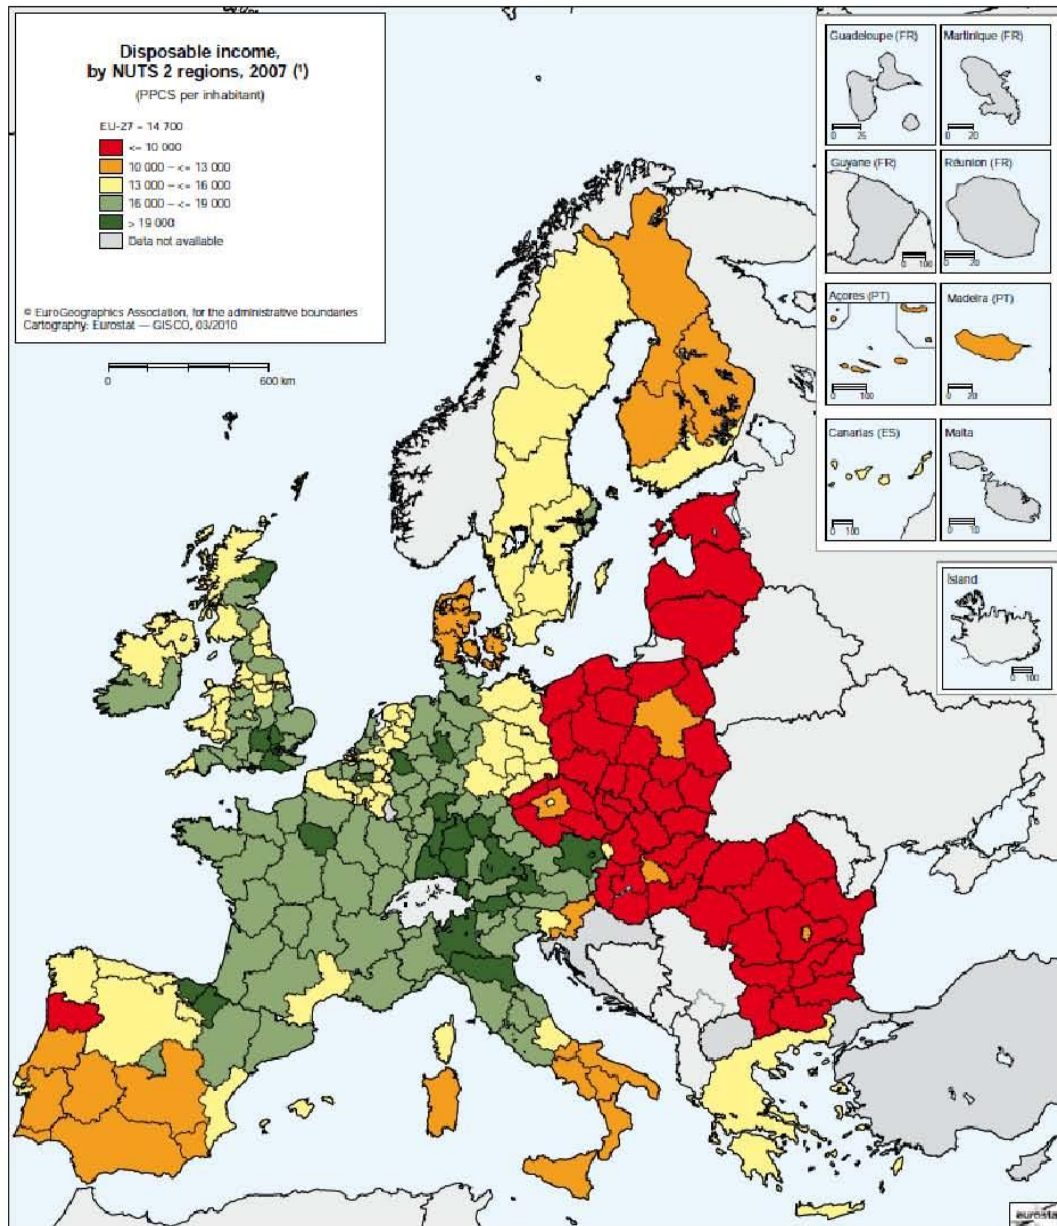 Disposable income,
by NUTS 2 regions, 2007 (¹)
(PPCS per inhabitant)
EU-27 = 14 700
<= 10 000
10 000 – <= 13 000
13 000 – <= 16 000
16 000 – <= 19 000
> 19 000
Data not available
© EuroGeographics Association, for the administrative boundaries
Cartography: Eurostat — GISCO, 03/2010
0 600 km
Guadeloupe (FR)
0 25
Martinique (FR)
0 20
Guyane (FR)
0 100
Réunion (FR)
0 20
Açores (PT)
0 100
Madeira (PT)
0 20
Canarias (ES)
0 100
Malta
0 10
Ísland
0 100
eurostat